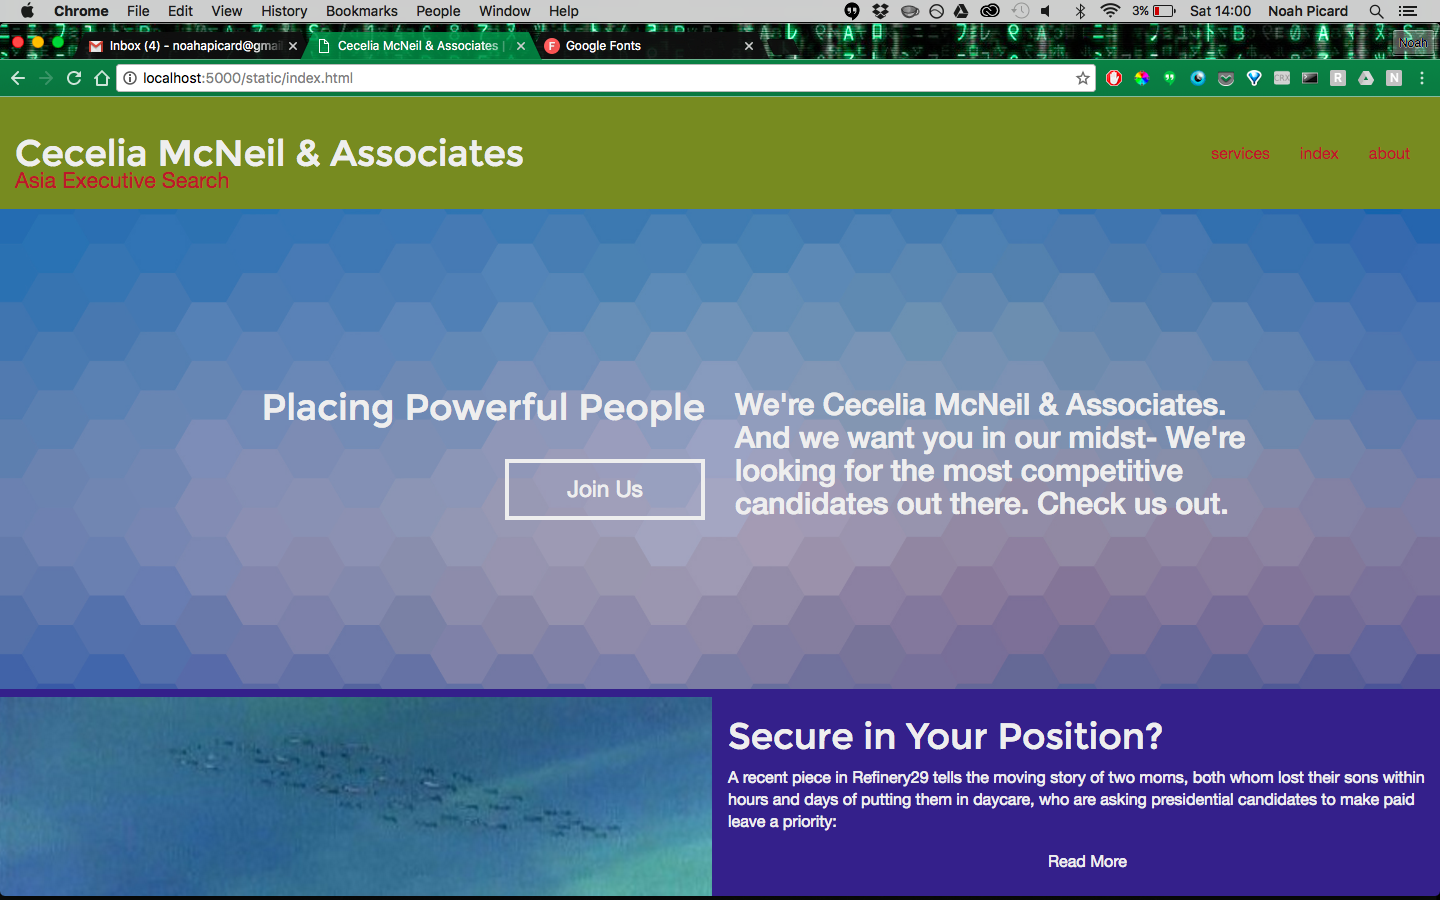 Chrome File Edit View History Bookmarks People Window Help 3% Sat 14:00 Noah Picard
Inbox (4) - noahapicard@gmai
Cecelia McNeil & Associates |
Google Fonts
Noah
localhost:5000/static/index.html
CRX
R
N
Cecelia McNeil & Associates
Asia Executive Search
services index about
Placing Powerful People
Join Us
We're Cecelia McNeil & Associates.
And we want you in our midst- We're
looking for the most competitive
candidates out there. Check us out.
Secure in Your Position?
A recent piece in Refinery29 tells the moving story of two moms, both whom lost their sons within
hours and days of putting them in daycare, who are asking presidential candidates to make paid
leave a priority:
Read More